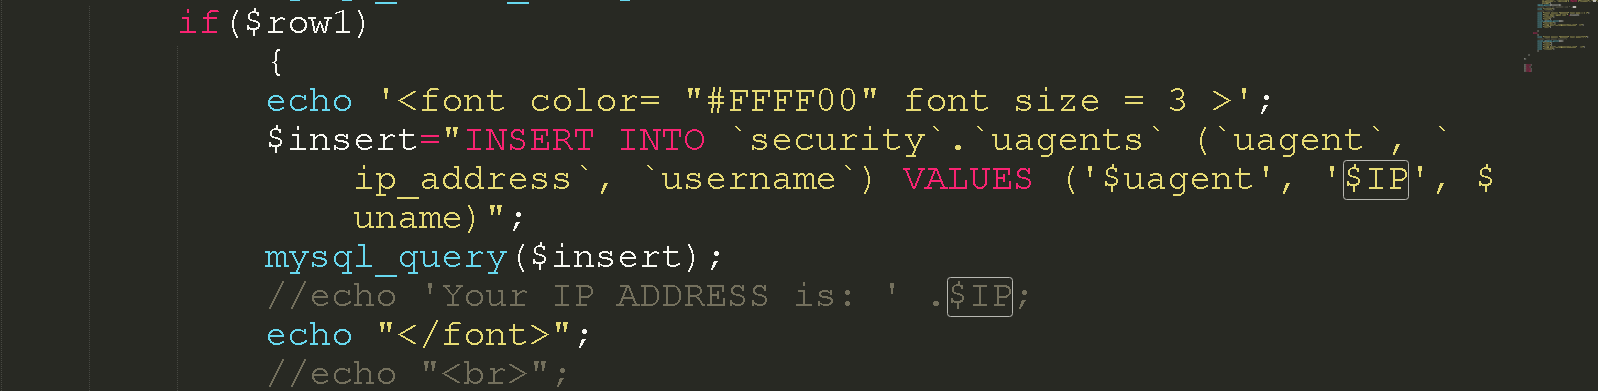 if($row1)
{
echo '<font color= "#FFFF00" font size = 3 >';
$insert="INSERT INTO `security`.`uagents` (`uagent`, `
ip_address`, `username`) VALUES ('$uagent', '$IP', $
uname)";
mysql_query($insert);
//echo 'Your IP ADDRESS is: ' .$IP;
echo "</font>";
//echo "<br>";